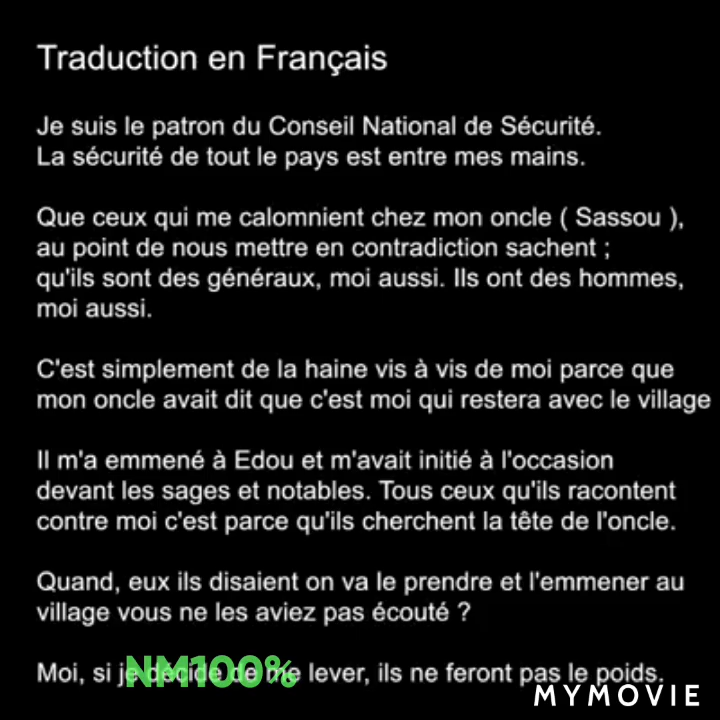 Traduction en Français
Je suis le patron du Conseil National de Sécurité.
La sécurité de tout le pays est entre mes mains.
Que ceux qui me calomnient chez mon oncle ( Sassou ),
au point de nous mettre en contradiction sachent ;
qu'ils sont des généraux, moi aussi. Ils ont des hommes,
moi aussi.
C'est simplement de la haine vis à vis de moi parce que
mon oncle avait dit que c'est moi qui restera avec le village
Il m'a emmené à Edou et m'avait initié à l'occasion
devant les sages et notables. Tous ceux qu'ils racontent
contre moi c'est parce qu'ils cherchent la tête de l'oncle.
Quand, eux ils disaient on va le prendre et l'emmener au
village vous ne les aviez pas écouté ?
Moi, si je décide de me lever, ils ne feront pas le poids.
NM100%
MYMOVIE